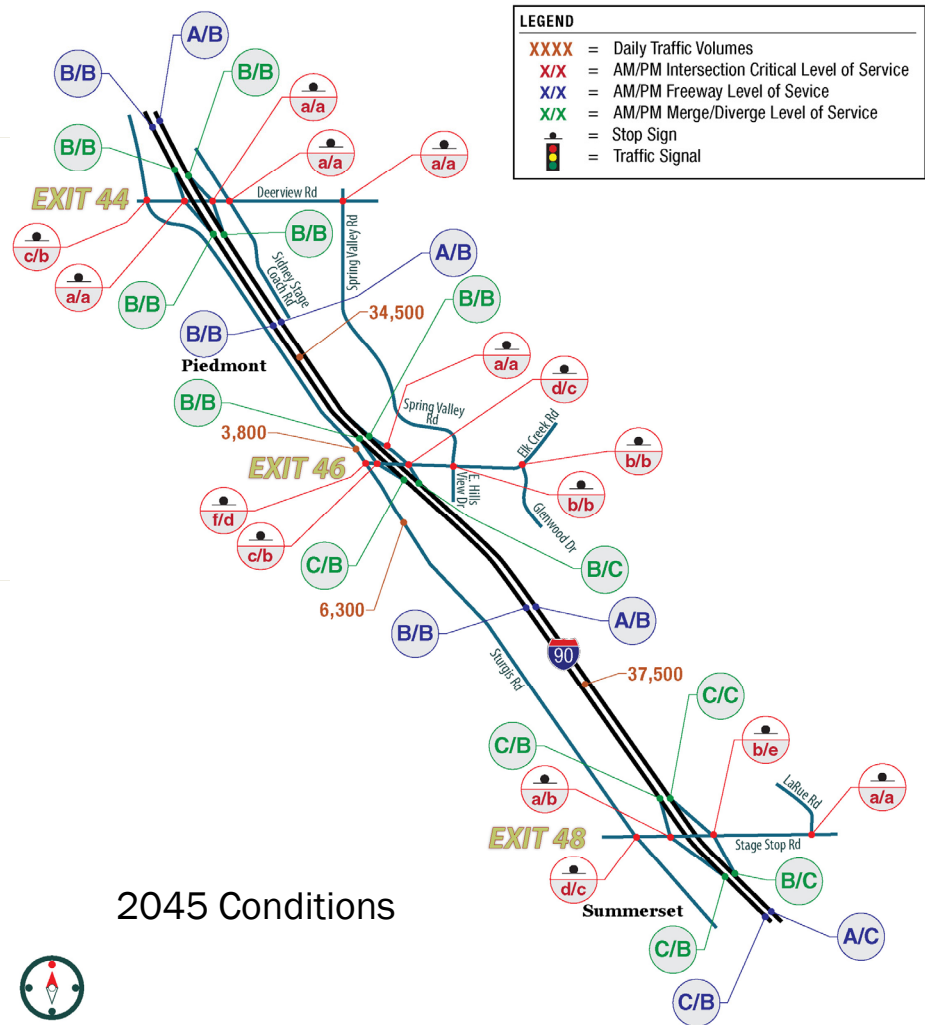 LEGEND
XXXX = Daily Traffic Volumes
X/X = AM/PM Intersection Critical Level of Service
X/X = AM/PM Freeway Level of Sevice
X/X = AM/PM Merge/Diverge Level of Service
= Stop Sign
= Traffic Signal
A/B
B/B
B/B
a/a
B/B
a/a
a/a
EXIT 44
Deerview Rd
c/b
a/a
B/B
B/B
Sidney Stage
Coach Rd
Spring Valley Rd
A/B
B/B
B/B
34,500
Piedmont
a/a
d/c
B/B
Spring Valley
Rd
3,800
Elk Creek Rd
b/b
EXIT 46
E. Hills
View Dr
b/b
f/d
Glenwood Dr
c/b
C/B
B/C
6,300
B/B
A/B
90
Sturgis Rd
37,500
C/C
C/B
b/e
a/b
LaRue Rd
a/a
EXIT 48
Stage Stop Rd
d/c
B/C
Summerset
2045 Conditions
C/B
A/C
C/B